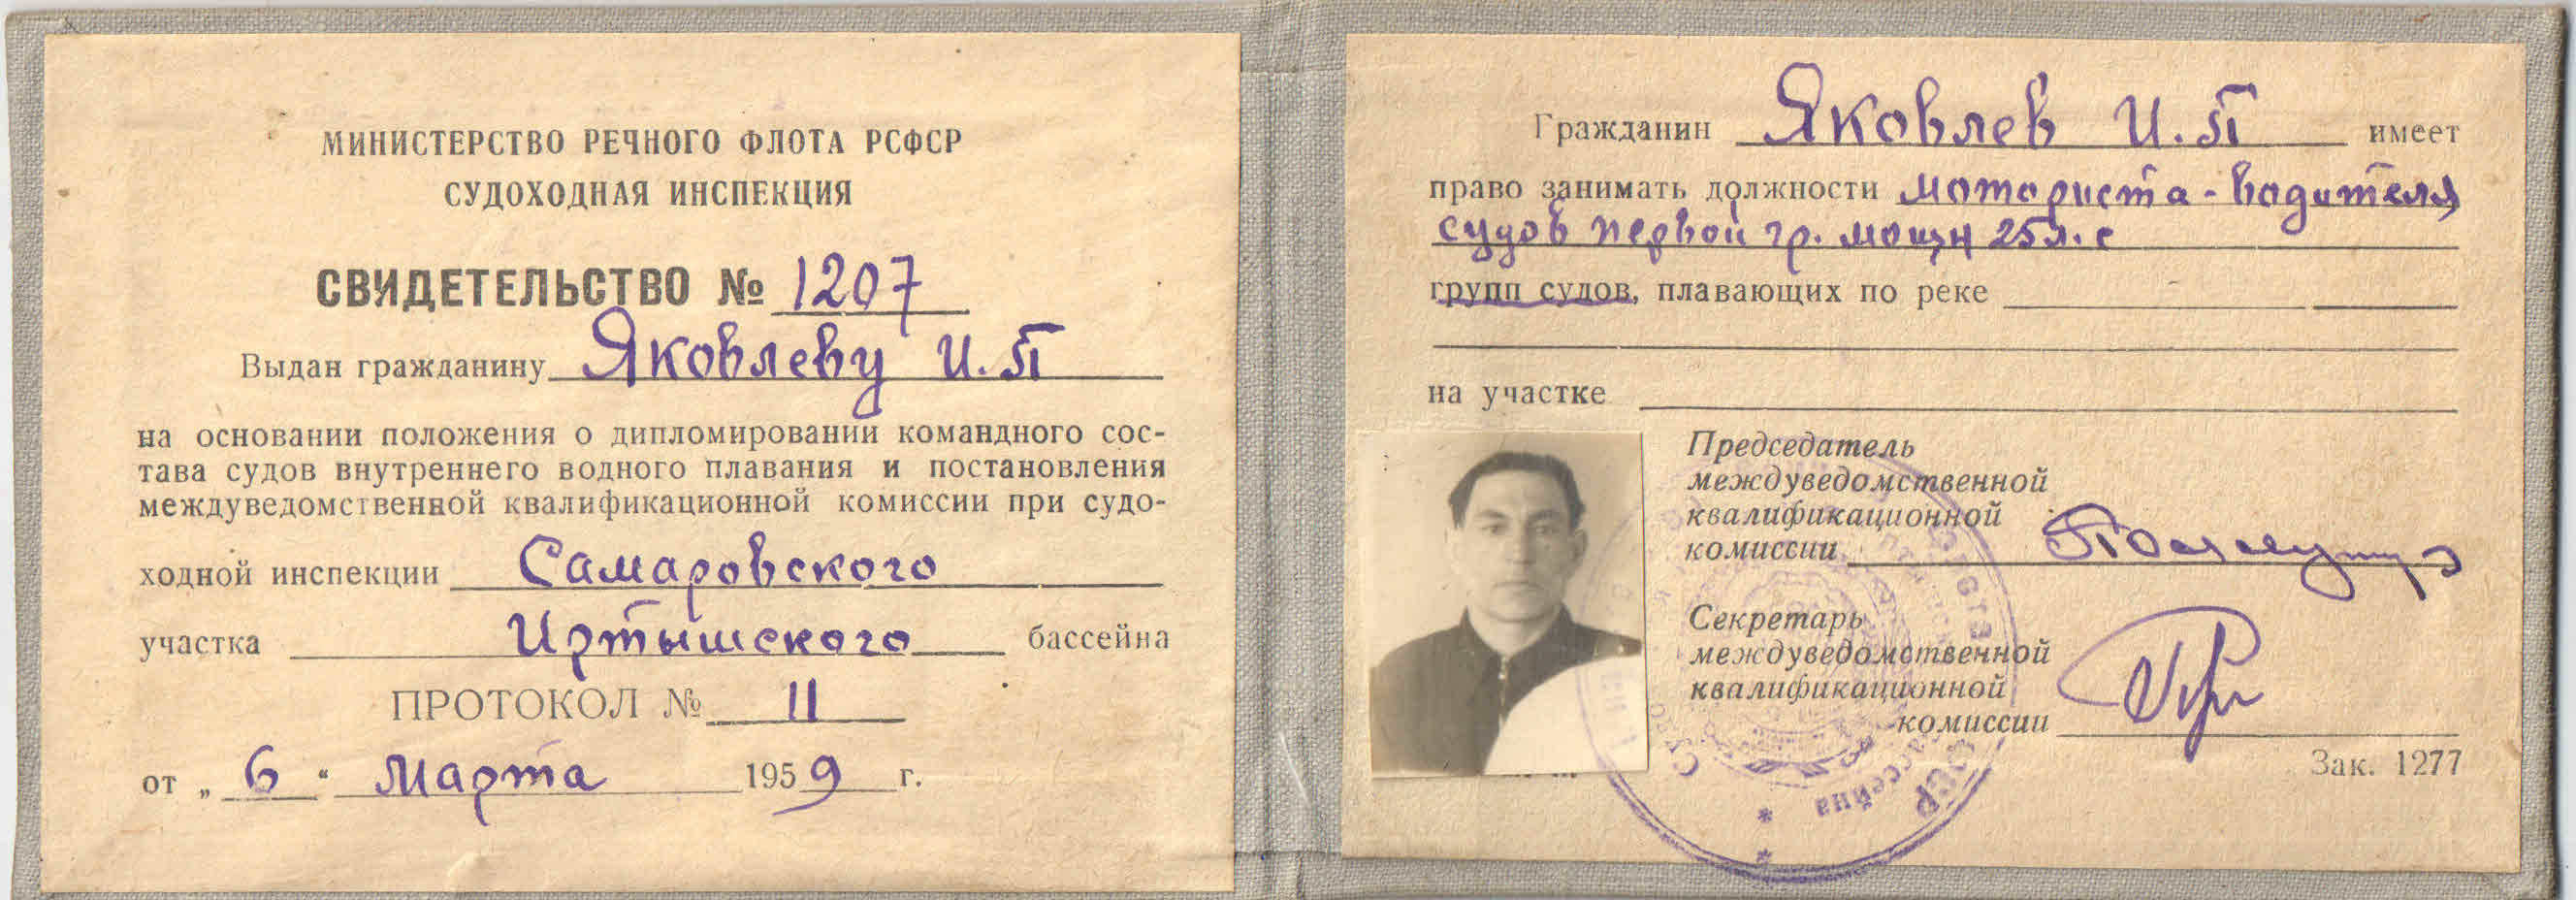 МИНИСТЕРСТВО РЕЧНОГО ФЛОТА РСФСР
СУДОХОДНАЯ ИНСПЕКЦИЯ
СВИДЕТЕЛЬСТВО № 1207
Выдан гражданину Яковлеву И.П
на основании положения о дипломировании командного сос-
тава судов внутреннего водного плавания и постановления
междуведомственной квалификационной комиссии при судо-
ходной инспекции Самаровского
участка Иртышского бассейна
ПРОТОКОЛ № 11
от „ 6 “ Марта 1959 г.
Гражданин Яковлев И.П имеет
право занимать должности моториста-водителя
судов первой гр. мощн 25 л.с
групп судов, плавающих по реке
на участке
Председатель
междуведомственной
квалификационной
комиссии
Секретарь
междуведомственной
квалификационной
комиссии
Зак. 1277